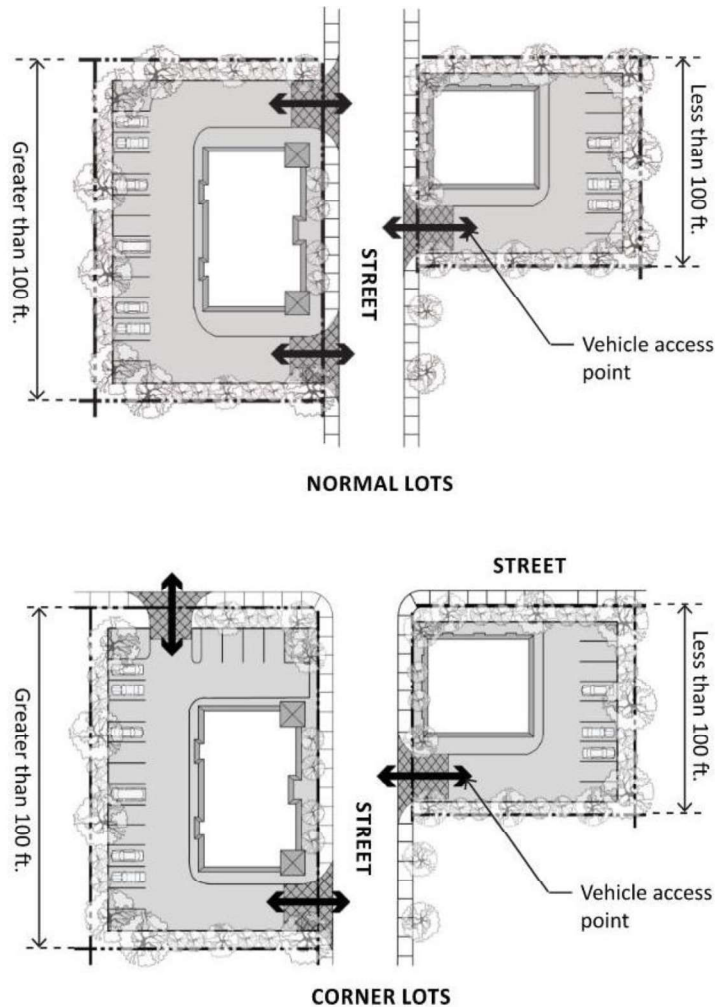 Greater than 100 ft.
STREET
Less than 100 ft.
Vehicle access
point
NORMAL LOTS
STREET
Greater than 100 ft.
STREET
Less than 100 ft.
Vehicle access
point
CORNER LOTS